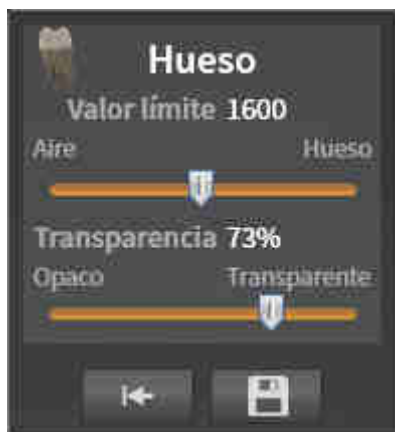 Hueso
Valor límite 1600
Aire Hueso
Transparencia 73%
Opaco Transparente